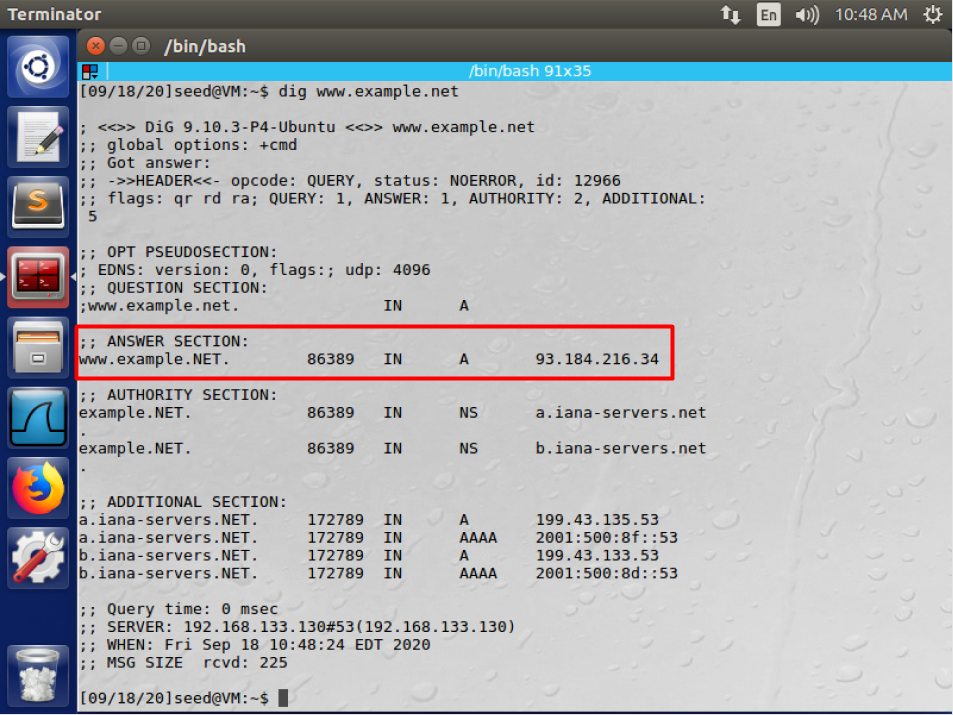 Terminator
En
10:48 AM
/bin/bash
/bin/bash 91x35
[09/18/20]seed@VM:~$ dig www.example.net
; <<>> DiG 9.10.3-P4-Ubuntu <<>> www.example.net
;; global options: +cmd
;; Got answer:
;; ->>HEADER<<- opcode: QUERY, status: NOERROR, id: 12966
;; flags: qr rd ra; QUERY: 1, ANSWER: 1, AUTHORITY: 2, ADDITIONAL:
 5
;; OPT PSEUDOSECTION:
; EDNS: version: 0, flags:; udp: 4096
;; QUESTION SECTION:
;www.example.net.		IN	A
;; ANSWER SECTION:
www.example.NET.	86389	IN	A	93.184.216.34
;; AUTHORITY SECTION:
example.NET.		86389	IN	NS	a.iana-servers.net
.
example.NET.		86389	IN	NS	b.iana-servers.net
.
;; ADDITIONAL SECTION:
a.iana-servers.NET.	172789	IN	A	199.43.135.53
a.iana-servers.NET.	172789	IN	AAAA	2001:500:8f::53
b.iana-servers.NET.	172789	IN	A	199.43.133.53
b.iana-servers.NET.	172789	IN	AAAA	2001:500:8d::53
;; Query time: 0 msec
;; SERVER: 192.168.133.130#53(192.168.133.130)
;; WHEN: Fri Sep 18 10:48:24 EDT 2020
;; MSG SIZE  rcvd: 225
[09/18/20]seed@VM:~$